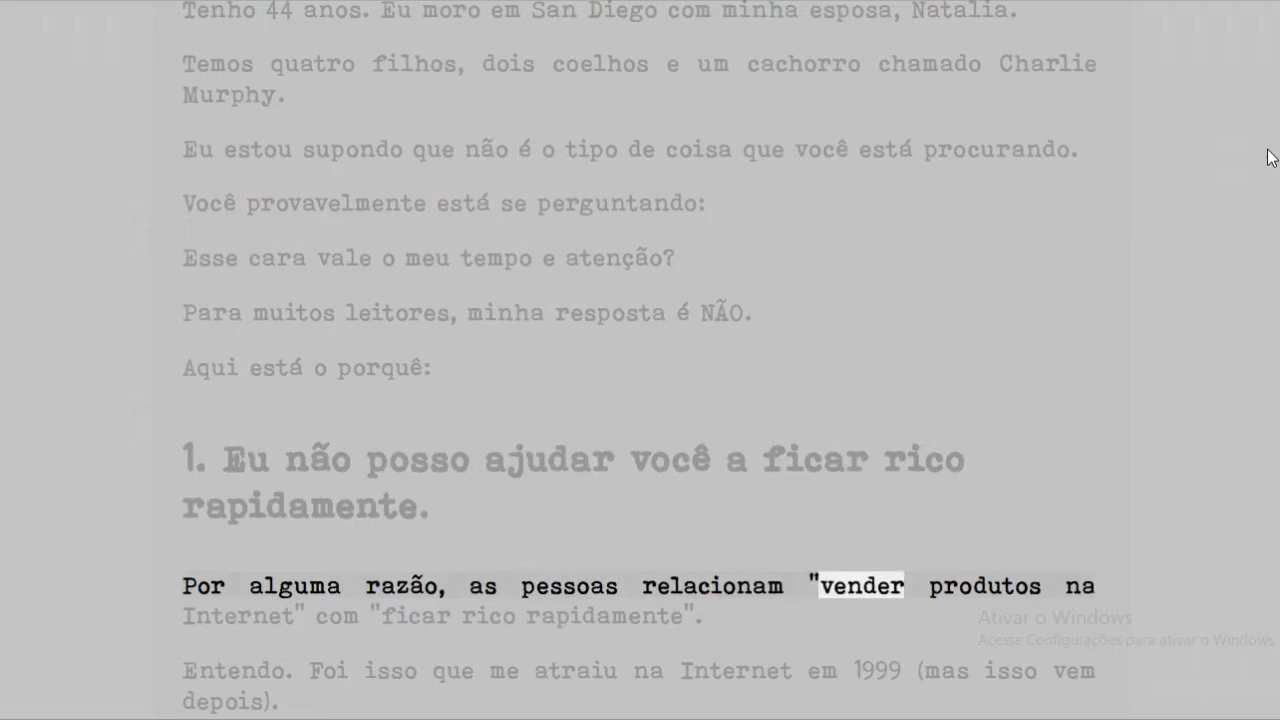 Tenho 44 anos. Eu moro em San Diego com minha esposa, Natalia.
Temos quatro filhos, dois coelhos e um cachorro chamado Charlie
Murphy.
Eu estou supondo que não é o tipo de coisa que você está procurando.
Você provavelmente está se perguntando:
Esse cara vale o meu tempo e atenção?
Para muitos leitores, minha resposta é NÃO.
Aqui está o porquê:
1. Eu não posso ajudar você a ficar rico
rapidamente.
Por alguma razão, as pessoas relacionam "vender produtos na
Internet" com "ficar rico rapidamente".
Ativar o Windows
Acesse Configurações para ativar o Windows.
Entendo. Foi isso que me atraiu na Internet em 1999 (mas isso vem
depois).